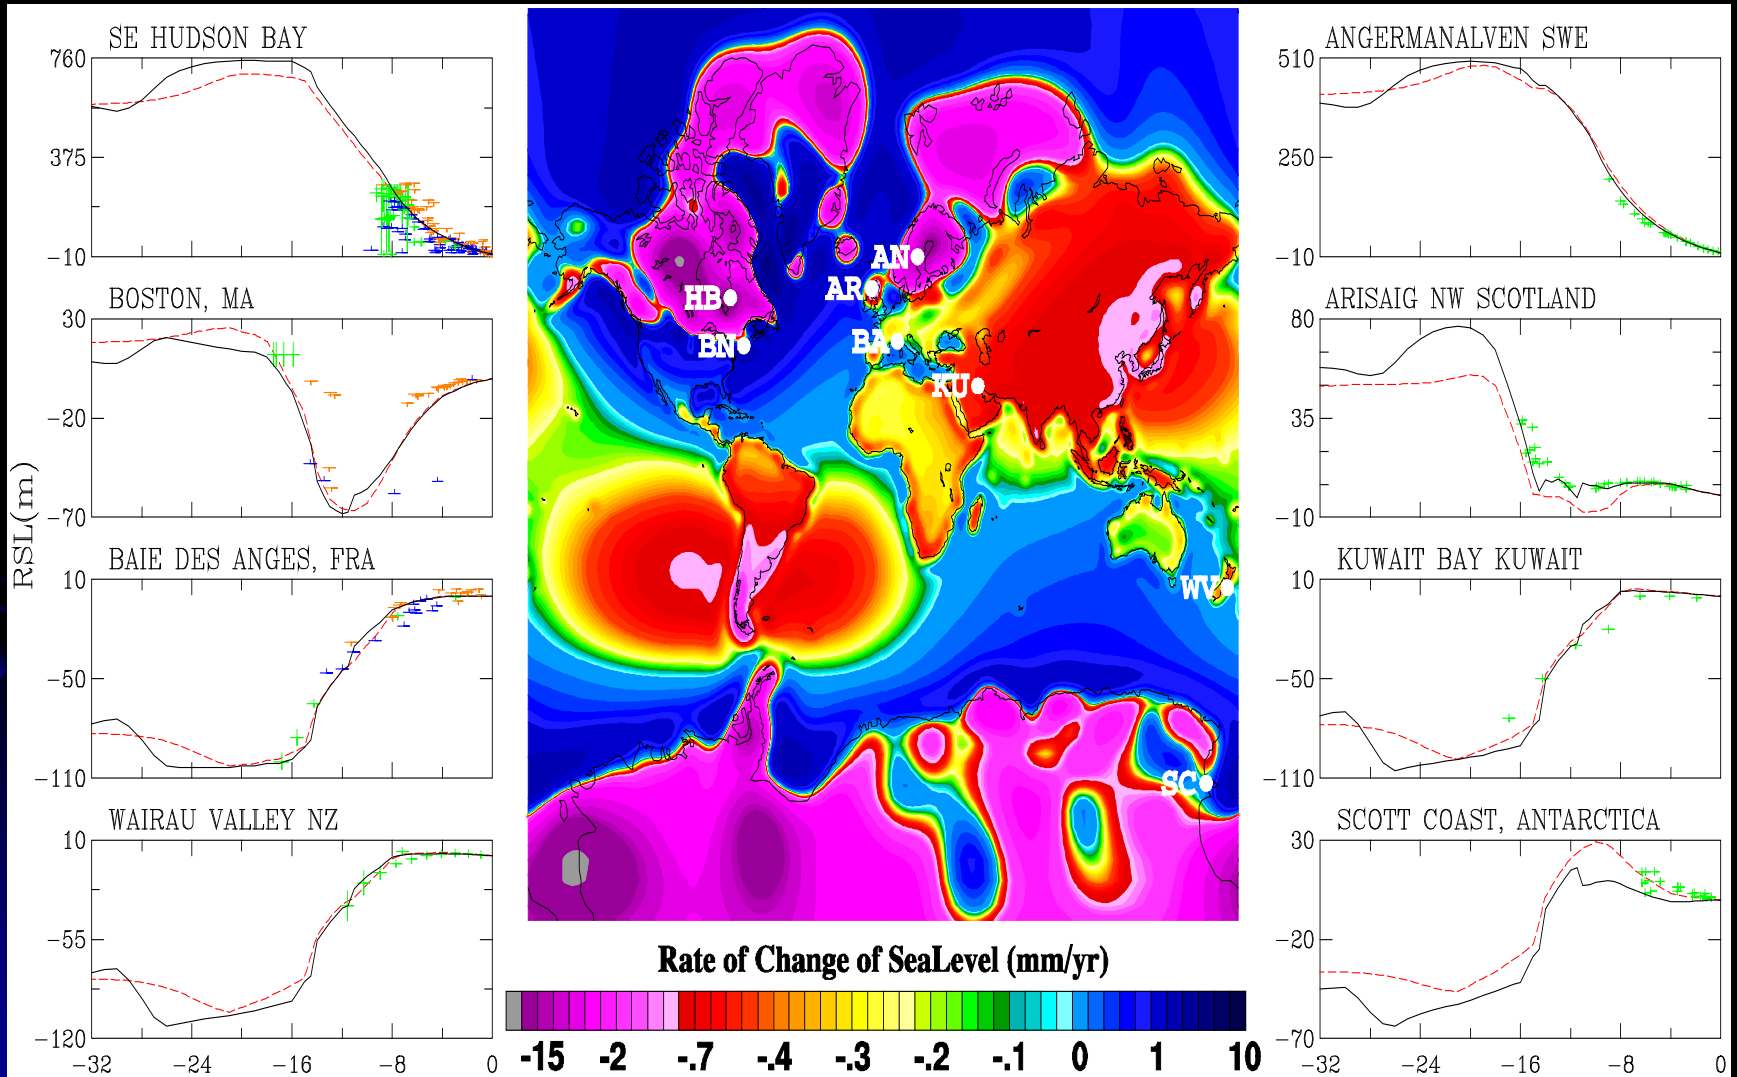 SE HUDSON BAY
760
375
-10
BOSTON, MA
30
-20
-70
RSL(m)
BAIE DES ANGES, FRA
10
-50
-110
WAIRAU VALLEY NZ
10
-55
-120
-32 -24 -16 -8 0
AN
AR
HB
BN
BA
KU
WV
SC
Rate of Change of SeaLevel (mm/yr)
-15 -2 -.7 -.4 -.3 -.2 -.1 0 1 10
ANGERMANALVEN SWE
510
250
-10
ARISAIG NW SCOTLAND
80
35
-10
KUWAIT BAY KUWAIT
10
-50
-110
SCOTT COAST, ANTARCTICA
30
-20
-70
-32 -24 -16 -8 0